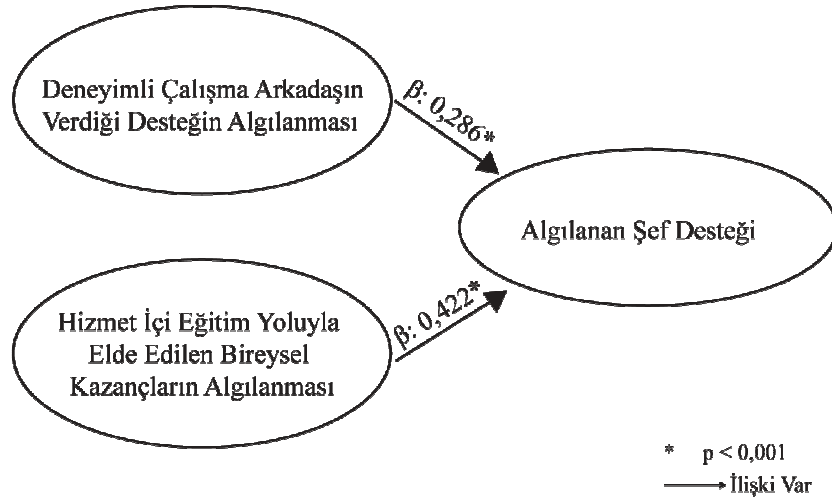 Deneyimli Çalışma Arkadaşın
Verdiği Desteğin Algılanması
β: 0,286*
Algılanan Şef Desteği
Hizmet İçi Eğitim Yoluyla
Elde Edilen Bireysel
Kazançların Algılanması
β: 0,422*
* p < 0,001
İlişki Var